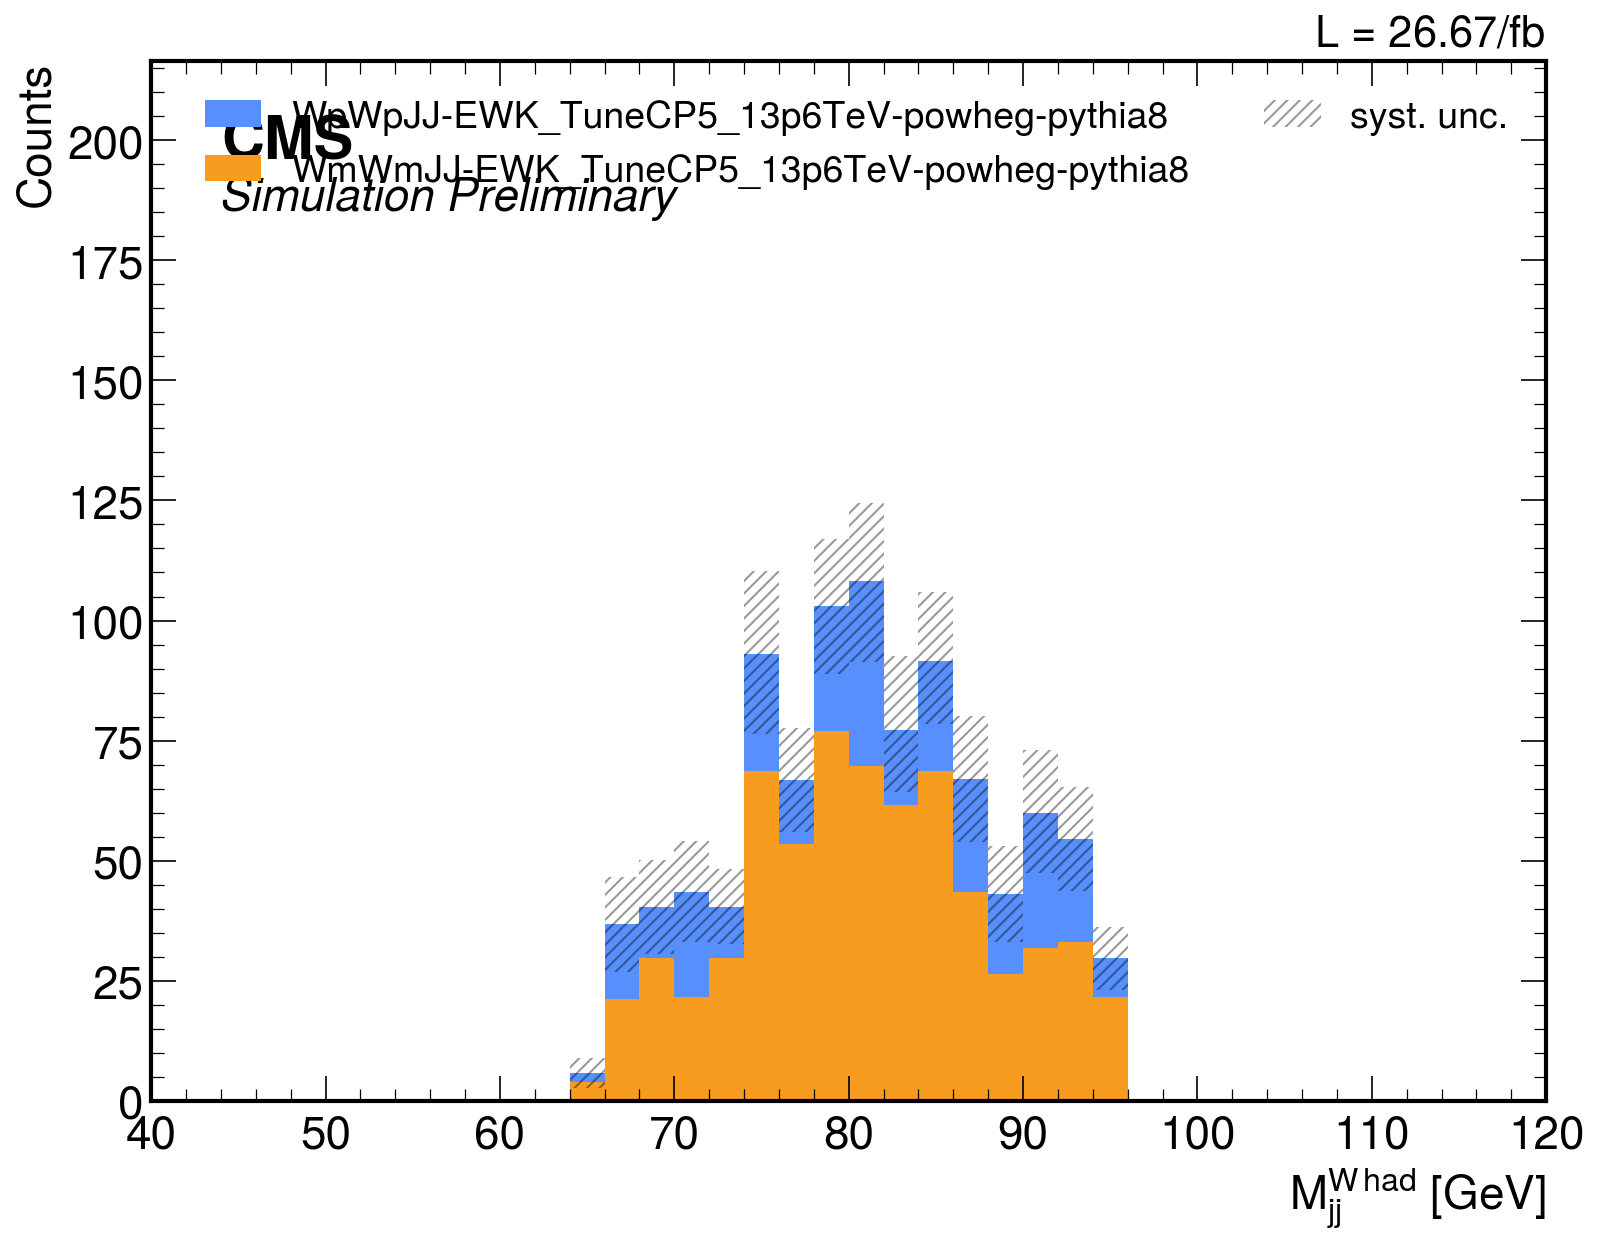 L = 26.67/fb
Counts
WpWpJJ-EWK_TuneCP5_13p6TeV-powheg-pythia8
syst. unc.
CMS
WmWmJJ-EWK_TuneCP5_13p6TeV-powheg-pythia8
Simulation Preliminary
200
175
150
125
100
75
50
25
0
40 50 60 70 80 90 100 110 120
M_{jj}^{W had} [GeV]